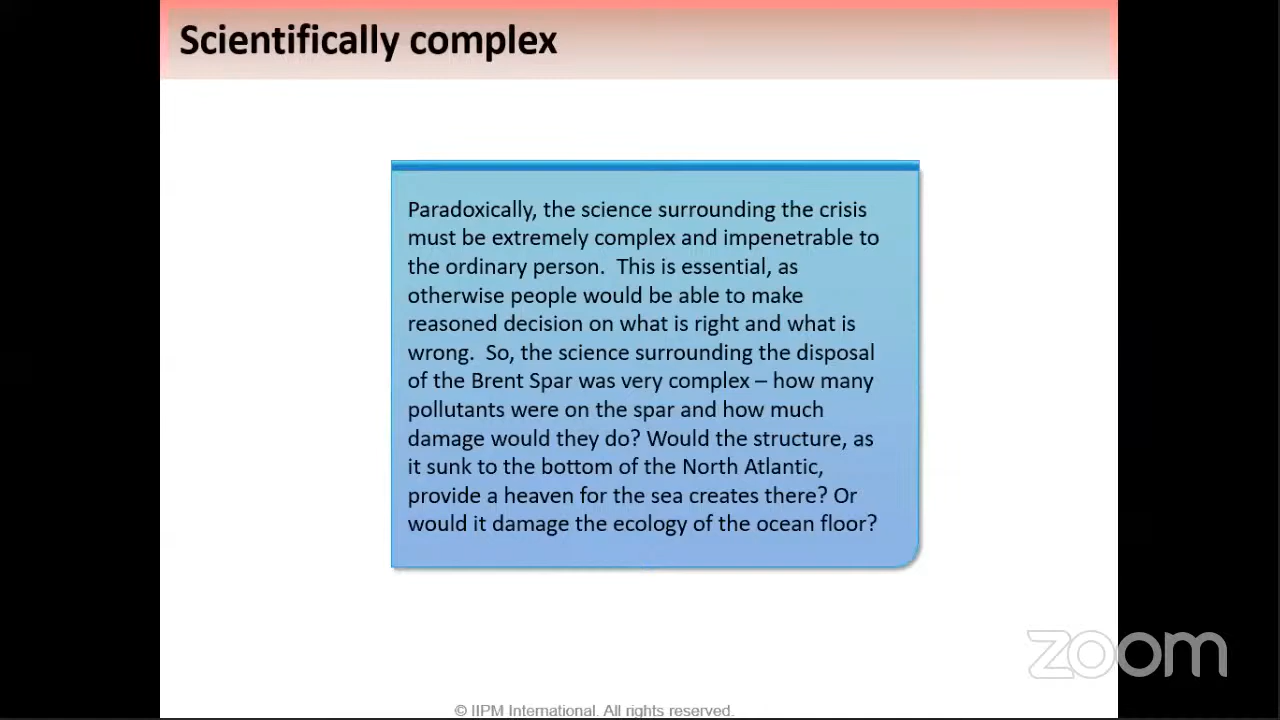 Scientifically complex
Paradoxically, the science surrounding the crisis
must be extremely complex and impenetrable to
the ordinary person.  This is essential, as
otherwise people would be able to make
reasoned decision on what is right and what is
wrong.  So, the science surrounding the disposal
of the Brent Spar was very complex – how many
pollutants were on the spar and how much
damage would they do? Would the structure, as
it sunk to the bottom of the North Atlantic,
provide a heaven for the sea creates there? Or
would it damage the ecology of the ocean floor?
zoom
© IIPM International. All rights reserved.